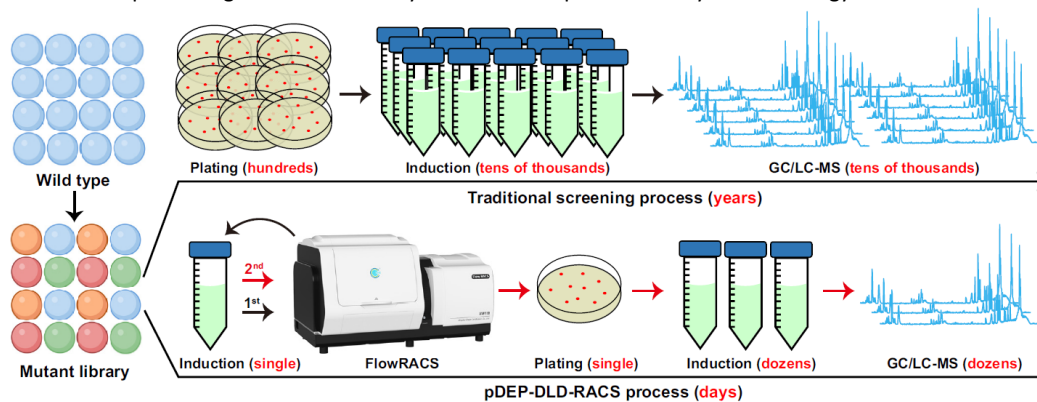 Plating (hundreds)
Induction (tens of thousands)
GC/LC-MS (tens of thousands)
Wild type
Traditional screening process (years)
2nd
1st
Induction (single)
FlowRACS
Plating (single)
Induction (dozens)
GC/LC-MS (dozens)
Mutant library
pDEP-DLD-RACS process (days)